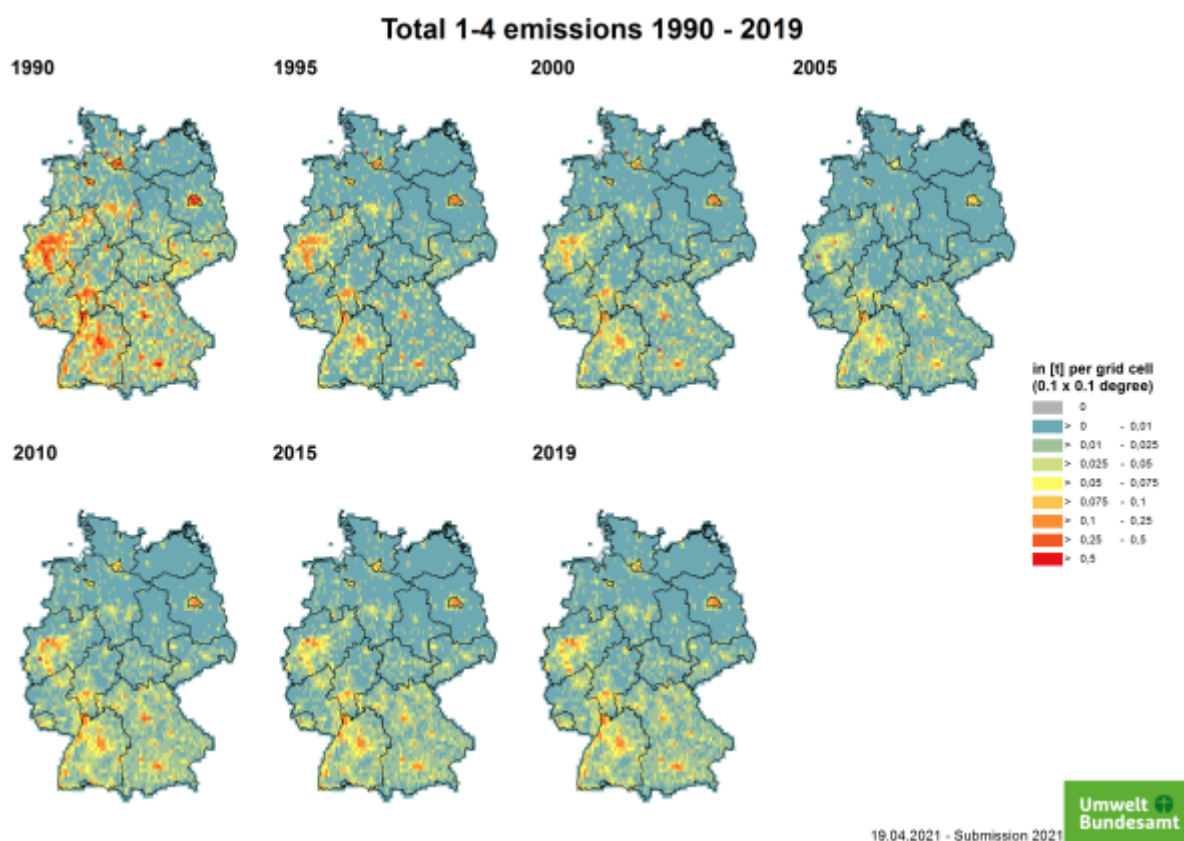 Total 1-4 emissions 1990 - 2019
1990 1995 2000 2005
in [t] per grid cell
(0.1 x 0.1 degree)
0
> 0 - 0,01
> 0,01 - 0,025
> 0,025 - 0,05
> 0,05 - 0,075
> 0,075 - 0,1
> 0,1 - 0,25
> 0,25 - 0,5
> 0,5
2010 2015 2019
Umwelt
Bundesamt
19.04.2021 - Submission 2021